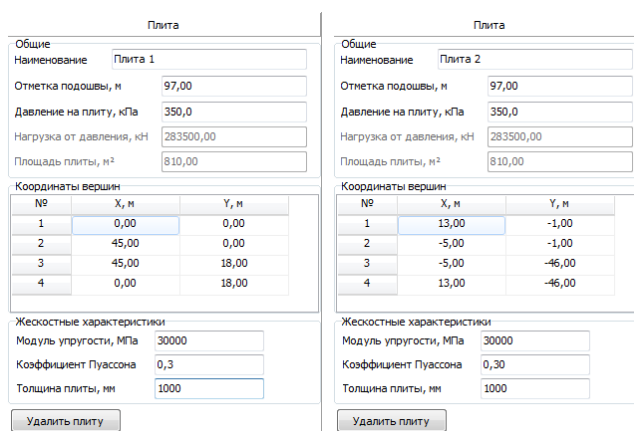 Плита
Общие
Наименование Плита 1
Отметка подошвы, м 97,00
Давление на плиту, кПа 350,0
Нагрузка от давления, кН 283500,00
Площадь плиты, м² 810,00
Координаты вершин
№ X, м Y, м
1 0,00 0,00
2 45,00 0,00
3 45,00 18,00
4 0,00 18,00
Жескостные характеристики
Модуль упругости, МПа 30000
Коэффициент Пуассона 0,3
Толщина плиты, мм 1000
Удалить плиту
Плита
Общие
Наименование Плита 2
Отметка подошвы, м 97,00
Давление на плиту, кПа 350,0
Нагрузка от давления, кН 283500,00
Площадь плиты, м² 810,00
Координаты вершин
№ X, м Y, м
1 13,00 -1,00
2 -5,00 -1,00
3 -5,00 -46,00
4 13,00 -46,00
Жескостные характеристики
Модуль упругости, МПа 30000
Коэффициент Пуассона 0,30
Толщина плиты, мм 1000
Удалить плиту